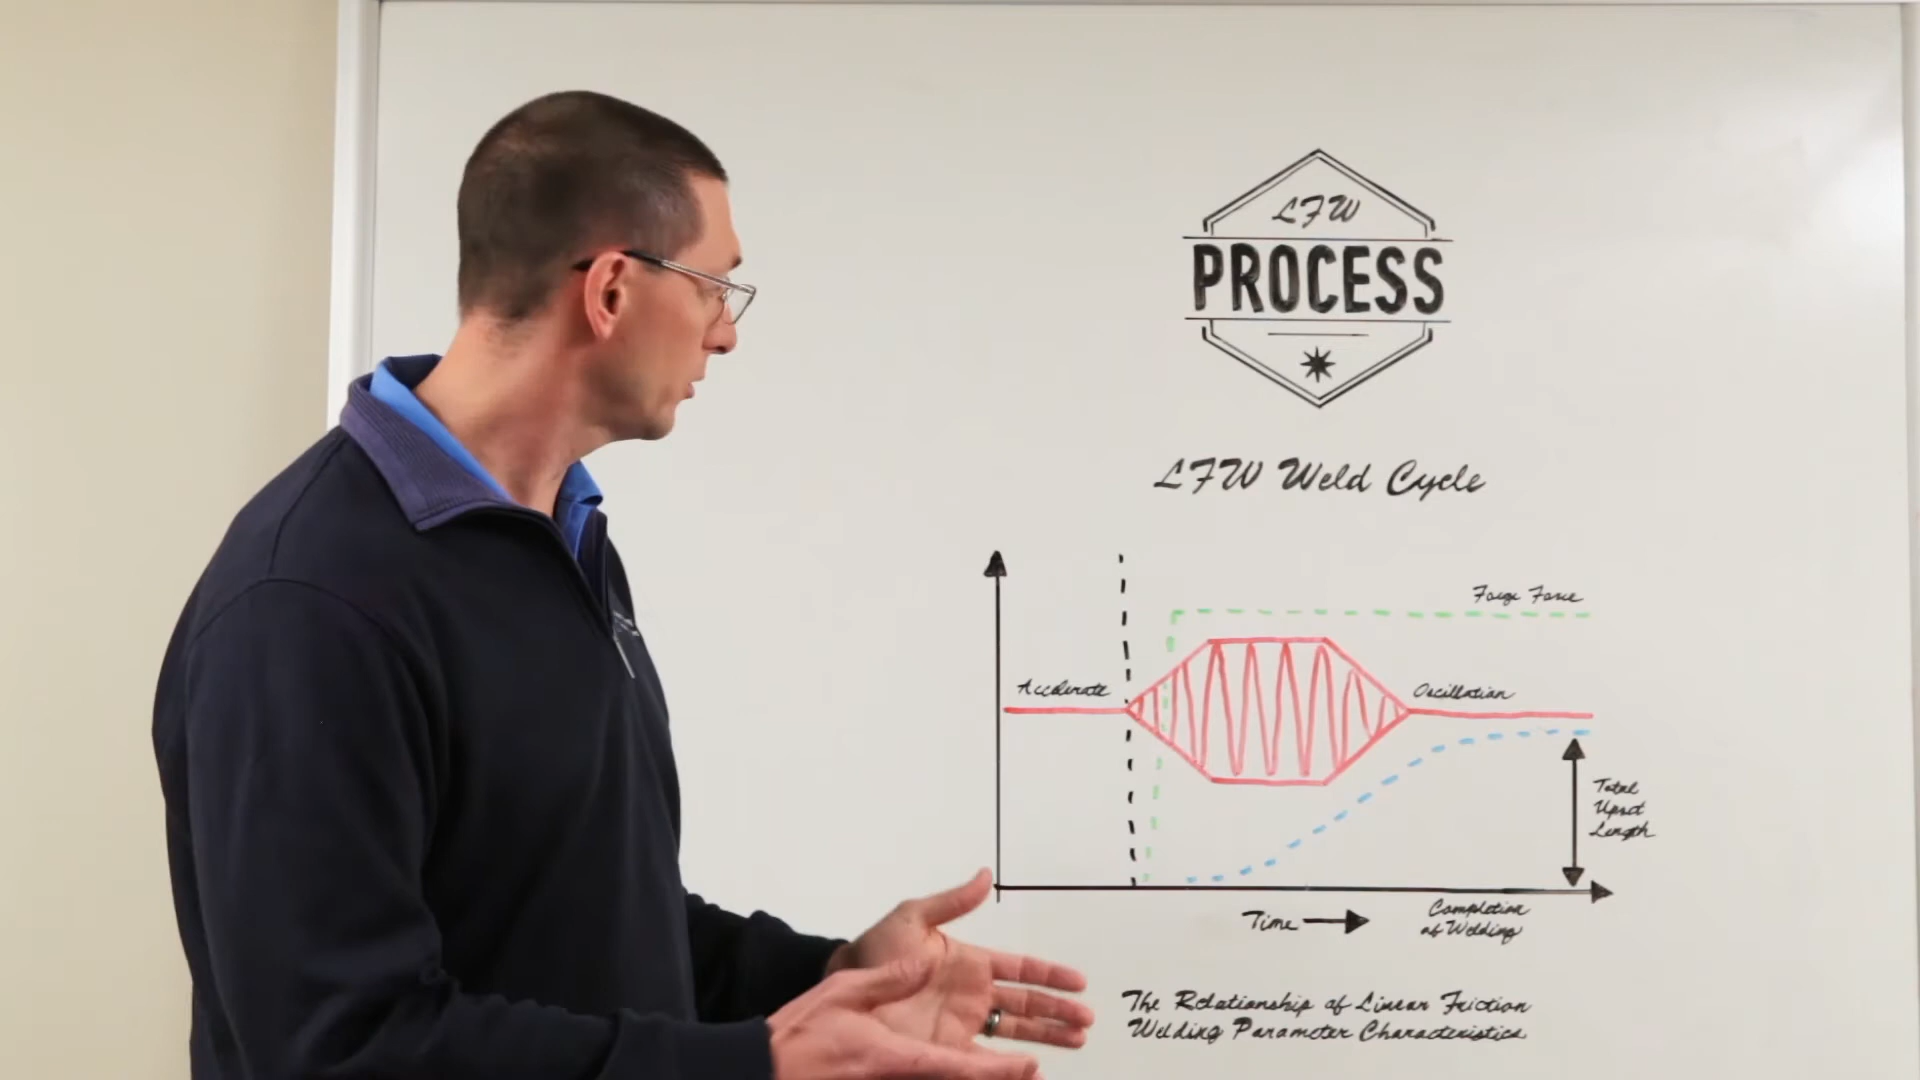 LFW
PROCESS
LFW Weld Cycle
Forge Force
Accelerate
Oscillation
Total
Upset
Length
Time
Completion
of Welding
The Relationship of Linear Friction
Welding Parameter Characteristics